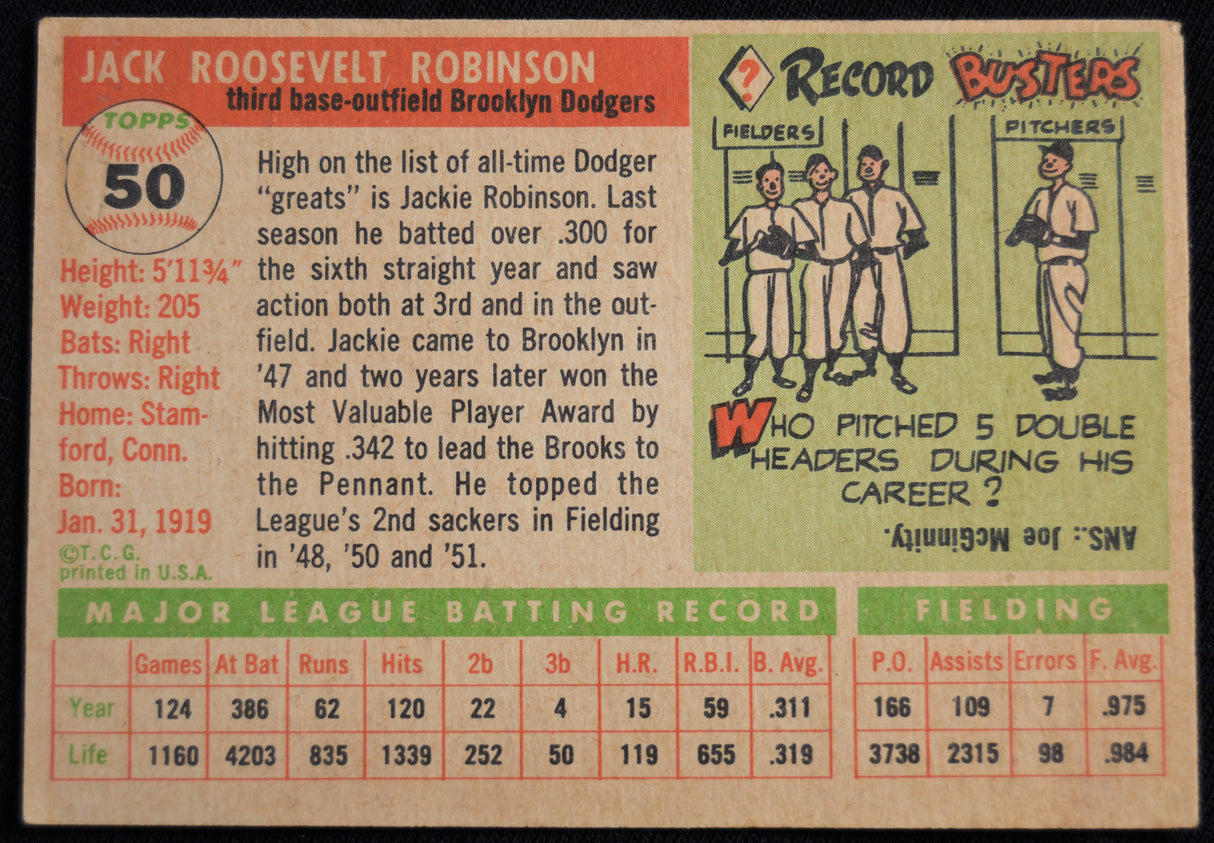 JACK ROOSEVELT ROBINSON
third base-outfield Brooklyn Dodgers
TOPPS
50
Height: 5'11¾"
Weight: 205
Bats: Right
Throws: Right
Home: Stam-
ford, Conn.
Born:
Jan. 31, 1919
©T.C.G.
printed in U.S.A.
High on the list of all-time Dodger
"greats" is Jackie Robinson. Last
season he batted over .300 for
the sixth straight year and saw
action both at 3rd and in the out-
field. Jackie came to Brooklyn in
'47 and two years later won the
Most Valuable Player Award by
hitting .342 to lead the Brooks to
the Pennant. He topped the
League's 2nd sackers in Fielding
in '48, '50 and '51.
? RECORD BUSTERS
FIELDERS
PITCHERS
WHO PITCHED 5 DOUBLE
HEADERS DURING HIS
CAREER?
ANS.: Joe McGinnity.
MAJOR LEAGUE BATTING RECORD
Games At Bat Runs Hits 2b 3b H.R. R.B.I. B. Avg.
Year 124 386 62 120 22 4 15 59 .311
Life 1160 4203 835 1339 252 50 119 655 .319
FIELDING
P.O. Assists Errors F. Avg.
166 109 7 .975
3738 2315 98 .984